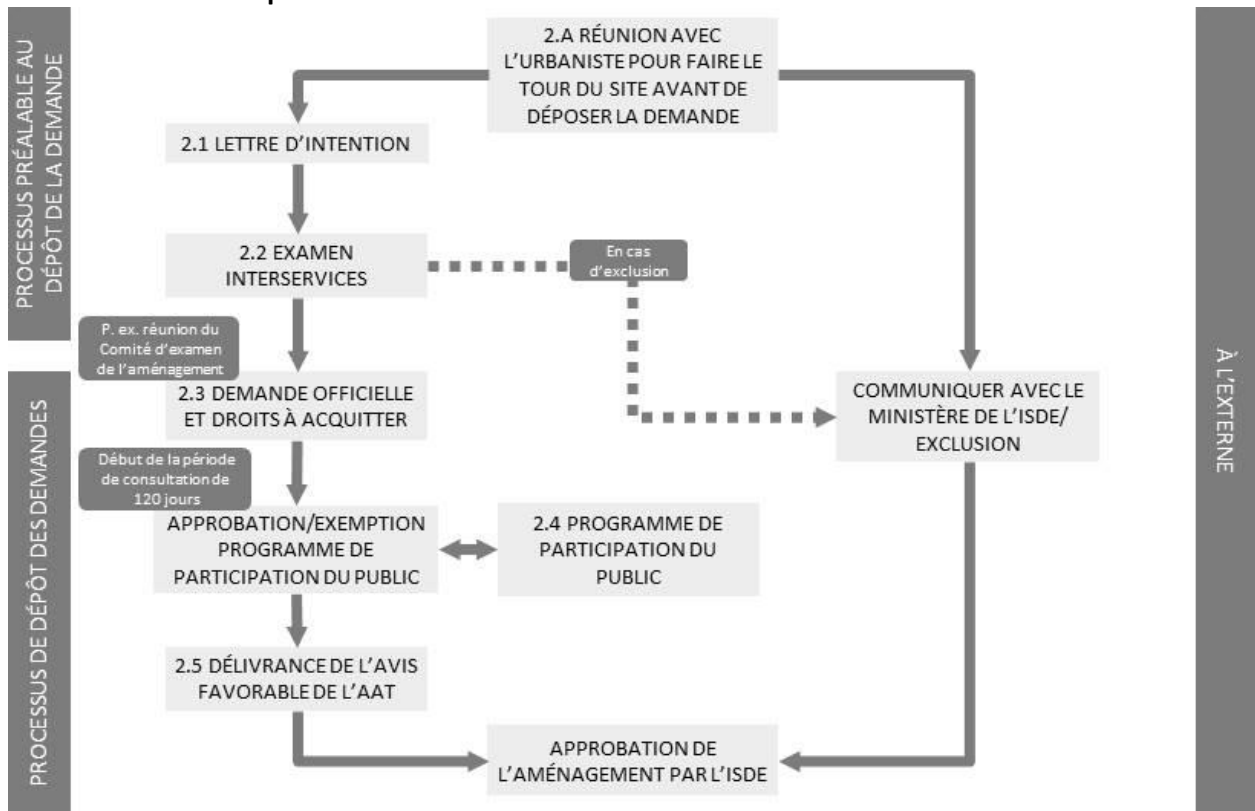 PROCESSUS PRÉALABLE AU
DÉPÔT DE LA DEMANDE
2.A RÉUNION AVEC
L'URBANISTE POUR FAIRE LE
TOUR DU SITE AVANT DE
DÉPOSER LA DEMANDE
2.1 LETTRE D'INTENTION
2.2 EXAMEN
INTERSERVICES
En cas
d'exclusion
P. ex. réunion du
Comité d'examen
de l'aménagement
PROCESSUS DE DÉPÔT DES DEMANDES
2.3 DEMANDE OFFICIELLE
ET DROITS À ACQUITTER
COMMUNIQUER AVEC LE
MINISTÈRE DE L'ISDE/
EXCLUSION
À L'EXTERNE
Début de la période
de consultation de
120 jours
APPROBATION/EXEMPTION
PROGRAMME DE
PARTICIPATION DU PUBLIC
2.4 PROGRAMME DE
PARTICIPATION DU
PUBLIC
2.5 DÉLIVRANCE DE L'AVIS
FAVORABLE DE L'AAT
APPROBATION DE
L'AMÉNAGEMENT PAR L'ISDE